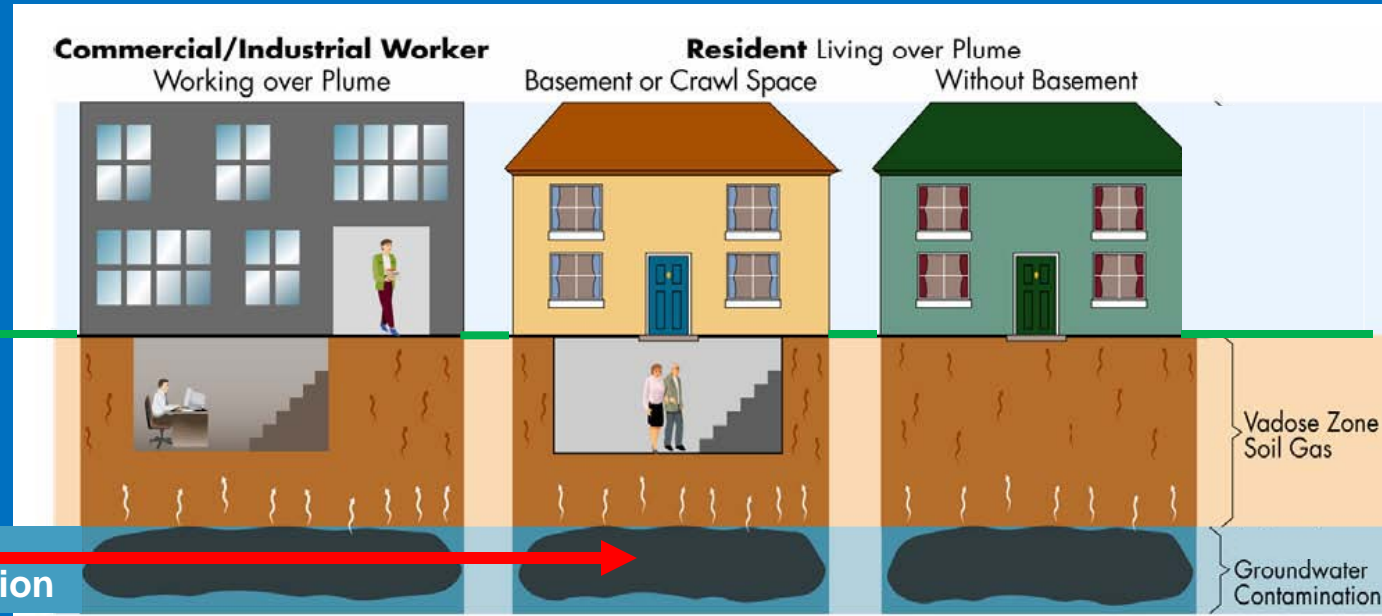 Commercial/Industrial Worker
Working over Plume
Resident Living over Plume
Basement or Crawl Space
Without Basement
Vadose Zone
Soil Gas
Groundwater
Contamination
ion